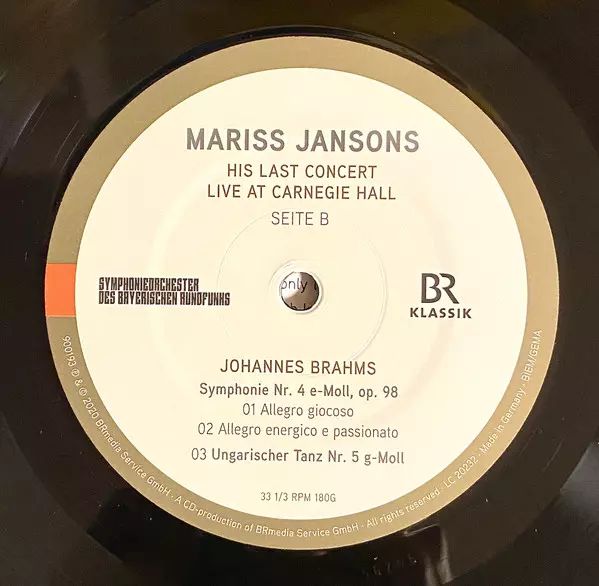 MARISS JANSONS
HIS LAST CONCERT
LIVE AT CARNEGIE HALL
SEITE B
SYMPHONIEORCHESTER
DES BAYERISCHEN RUNDFUNKS
only
BR
KLASSIK
JOHANNES BRAHMS
Symphonie Nr. 4 e-Moll, op. 98
01 Allegro giocoso
02 Allegro energico e passionato
03 Ungarischer Tanz Nr. 5 g-Moll
33 1/3 RPM 180G
900193 ℗ & © 2020 BRmedia Service GmbH · A CD-production of BRmedia Service GmbH · All rights reserved · LC 20232 · Made in Germany · BIEM/GEMA